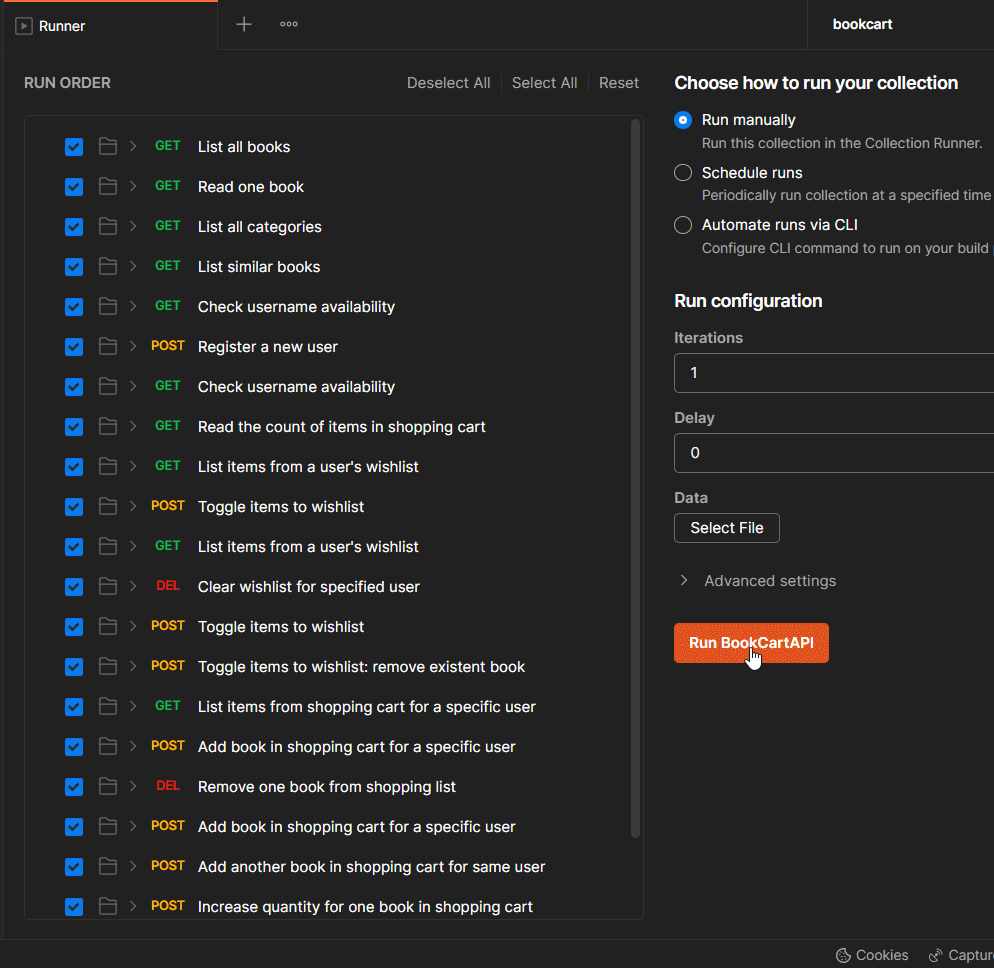 Runner
bookcart
RUN ORDER
Deselect All
Select All
Reset
GET List all books
GET Read one book
GET List all categories
GET List similar books
GET Check username availability
POST Register a new user
GET Check username availability
GET Read the count of items in shopping cart
GET List items from a user's wishlist
POST Toggle items to wishlist
GET List items from a user's wishlist
DEL Clear wishlist for specified user
POST Toggle items to wishlist
POST Toggle items to wishlist: remove existent book
GET List items from shopping cart for a specific user
POST Add book in shopping cart for a specific user
DEL Remove one book from shopping list
POST Add book in shopping cart for a specific user
POST Add another book in shopping cart for same user
POST Increase quantity for one book in shopping cart
Choose how to run your collection
Run manually
Run this collection in the Collection Runner.
Schedule runs
Periodically run collection at a specified time
Automate runs via CLI
Configure CLI command to run on your build
Run configuration
Iterations
1
Delay
0
Data
Select File
Advanced settings
Run BookCartAPI
Cookies
Captur